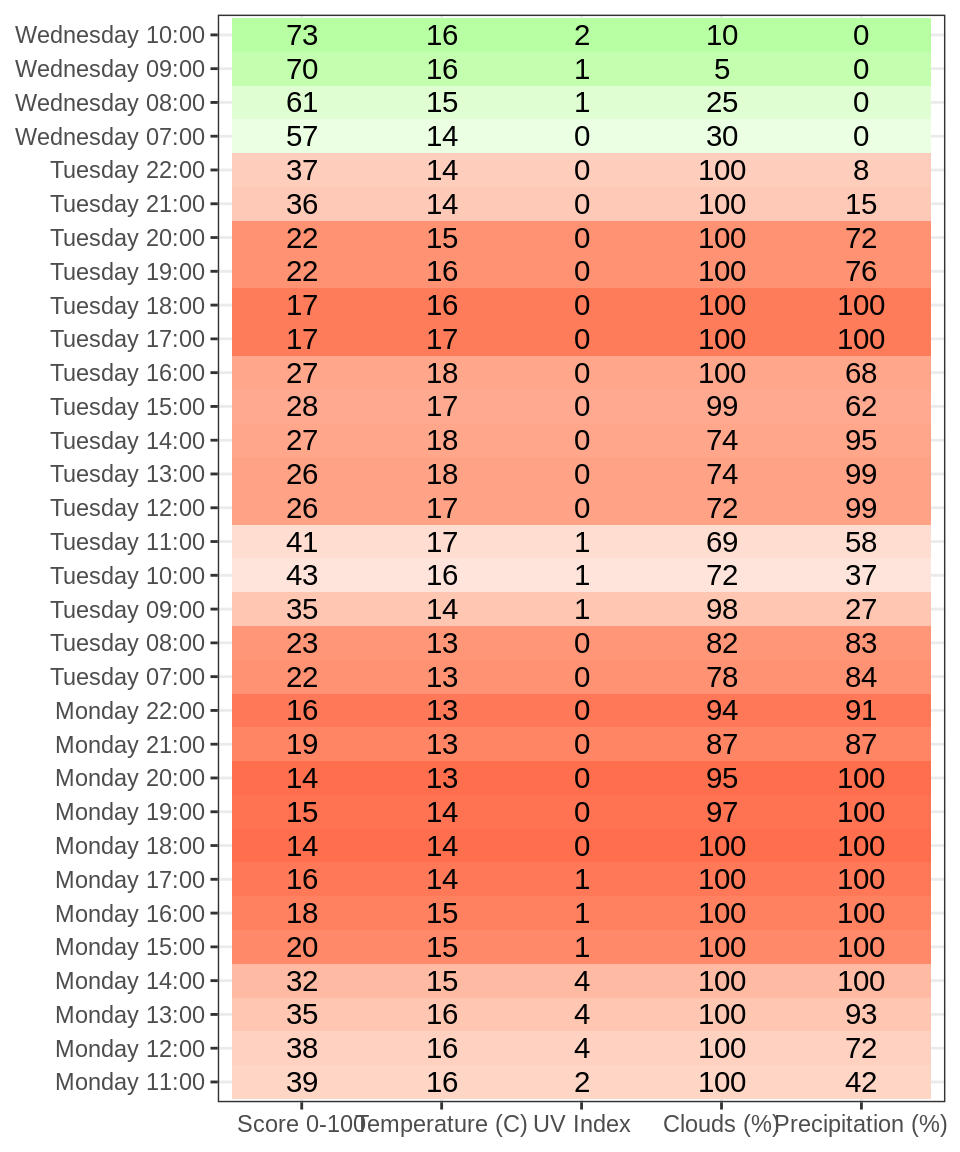 Wednesday 10:00 73 16 2 10 0
Wednesday 09:00 70 16 1 5 0
Wednesday 08:00 61 15 1 25 0
Wednesday 07:00 57 14 0 30 0
Tuesday 22:00 37 14 0 100 8
Tuesday 21:00 36 14 0 100 15
Tuesday 20:00 22 15 0 100 72
Tuesday 19:00 22 16 0 100 76
Tuesday 18:00 17 16 0 100 100
Tuesday 17:00 17 17 0 100 100
Tuesday 16:00 27 18 0 100 68
Tuesday 15:00 28 17 0 99 62
Tuesday 14:00 27 18 0 74 95
Tuesday 13:00 26 18 0 74 99
Tuesday 12:00 26 17 0 72 99
Tuesday 11:00 41 17 1 69 58
Tuesday 10:00 43 16 1 72 37
Tuesday 09:00 35 14 1 98 27
Tuesday 08:00 23 13 0 82 83
Tuesday 07:00 22 13 0 78 84
Monday 22:00 16 13 0 94 91
Monday 21:00 19 13 0 87 87
Monday 20:00 14 13 0 95 100
Monday 19:00 15 14 0 97 100
Monday 18:00 14 14 0 100 100
Monday 17:00 16 14 1 100 100
Monday 16:00 18 15 1 100 100
Monday 15:00 20 15 1 100 100
Monday 14:00 32 15 4 100 100
Monday 13:00 35 16 4 100 93
Monday 12:00 38 16 4 100 72
Monday 11:00 39 16 2 100 42
Score 0-100 Temperature (C) UV Index Clouds (%) Precipitation (%)